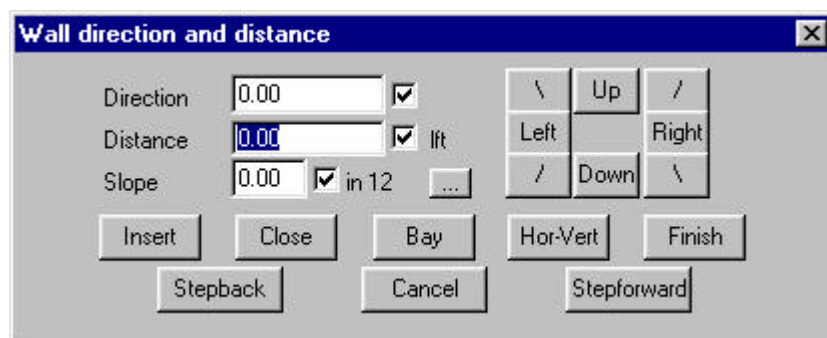 Wall direction and distance
Direction 0.00 \ Up /
Distance 0.00 lft Left Right
Slope 0.00 in 12 ... / Down \
Insert Close Bay Hor-Vert Finish
Stepback Cancel Stepforward